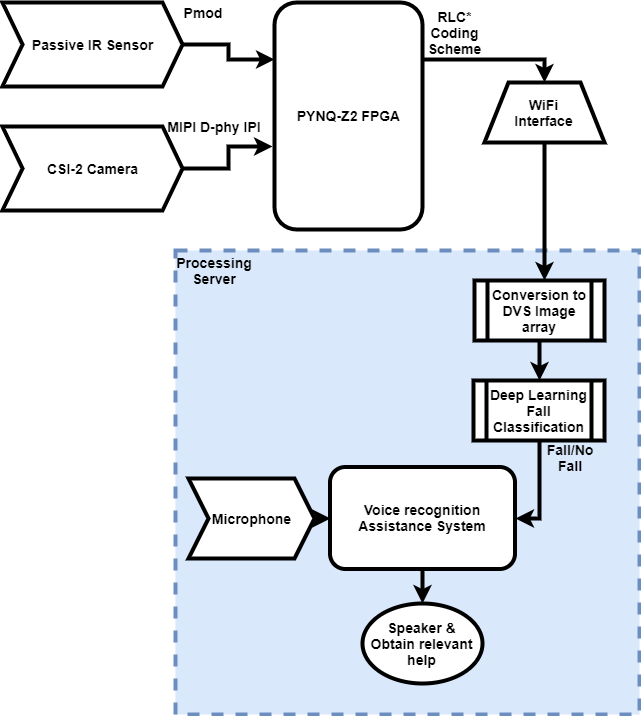 Pmod
Passive IR Sensor
RLC*
Coding
Scheme
PYNQ-Z2 FPGA
WiFi
Interface
MIPI D-phy IPI
CSI-2 Camera
Processing
Server
Conversion to
DVS Image
array
Deep Learning
Fall
Classification
Fall/No
Fall
Microphone
Voice recognition
Assistance System
Speaker &
Obtain relevant
help